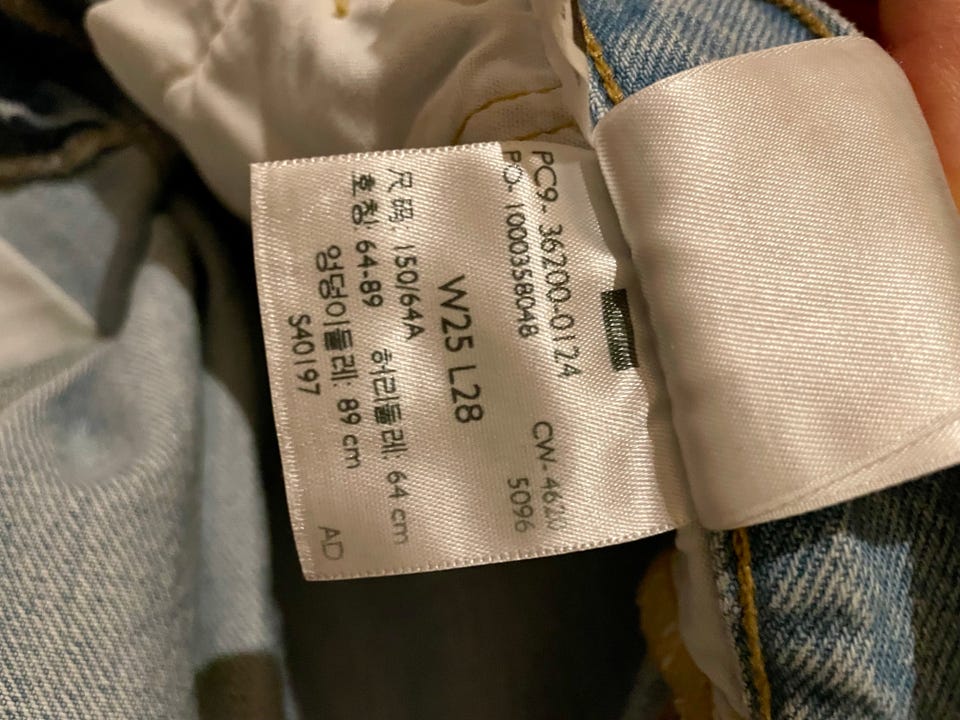 PC9- 36200-0124
PO- 1000358048 CW-4620
5096
W25 L28
尺码: 150/64A
호칭: 64-89 허리둘레: 64 cm
엉덩이둘레: 89 cm
S40197 AD